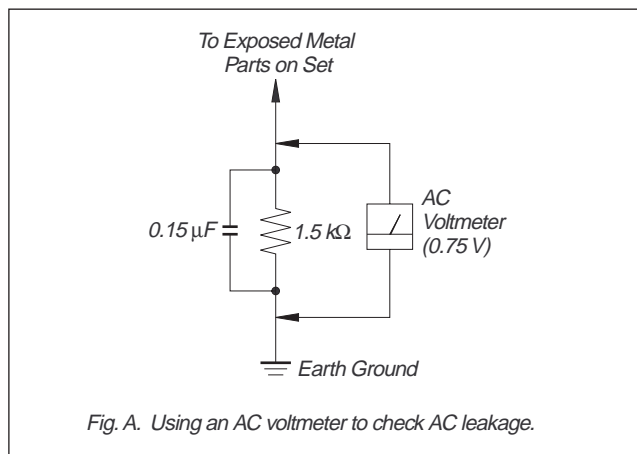 To Exposed Metal
Parts on Set
0.15 μF
1.5 kΩ
AC
Voltmeter
(0.75 V)
Earth Ground
Fig. A. Using an AC voltmeter to check AC leakage.